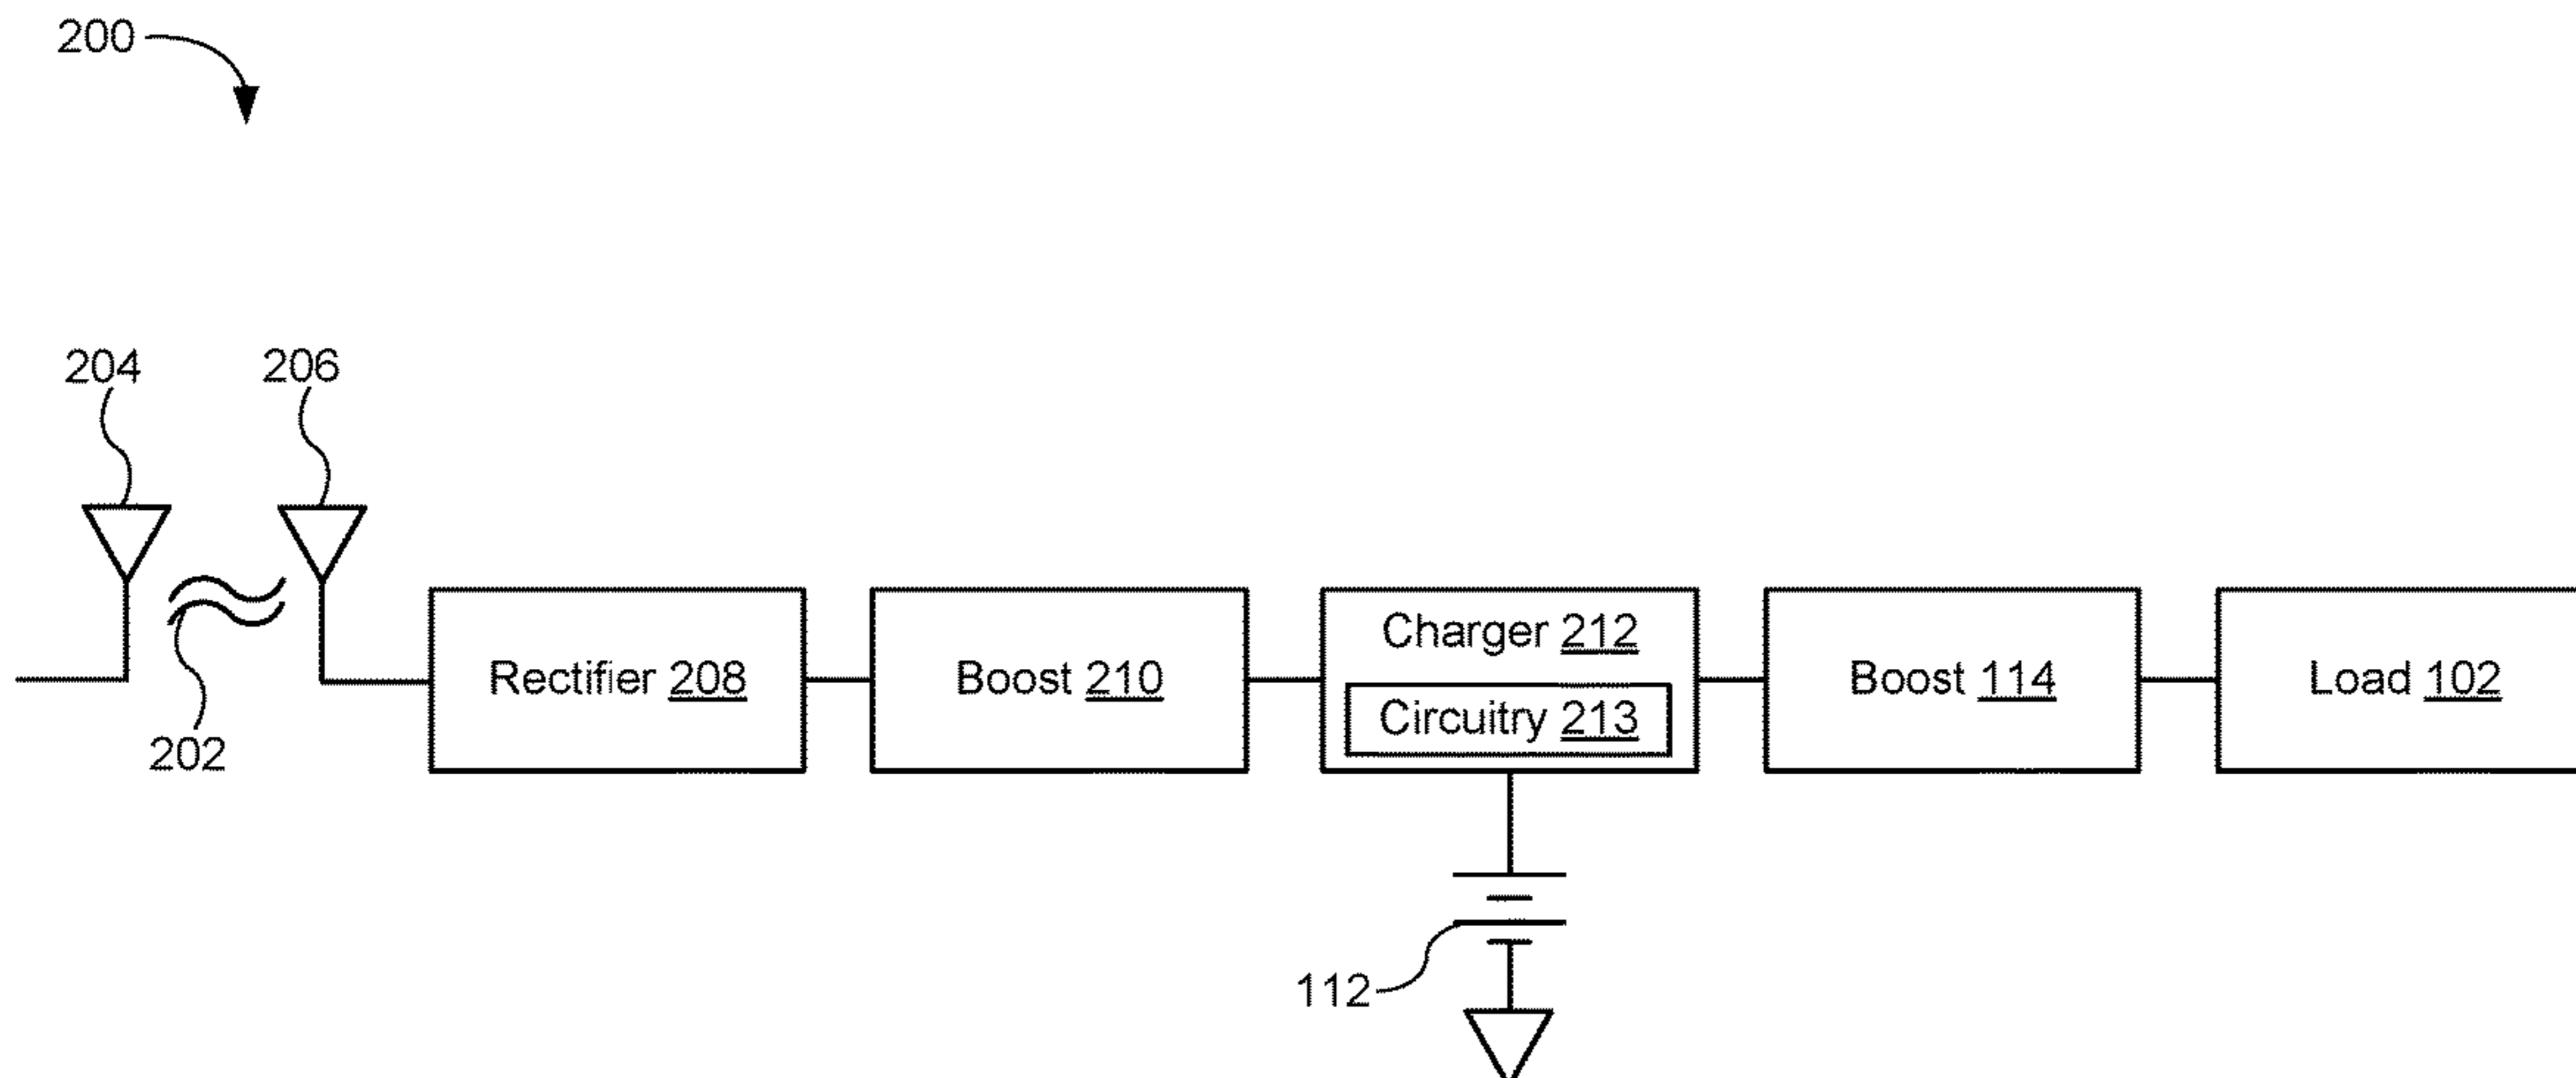 200
204
206
202
Rectifier 208
Boost 210
Charger 212
Circuitry 213
Boost 114
Load 102
112